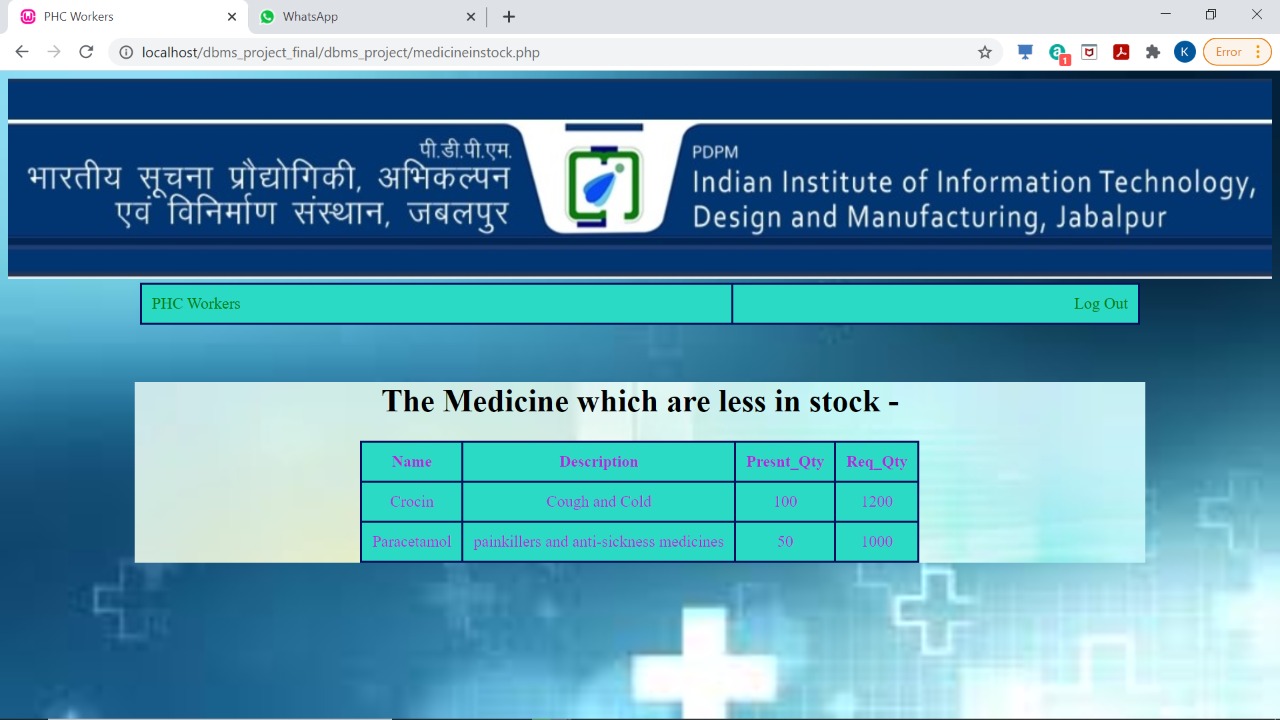 PHC Workers
WhatsApp
localhost/dbms_project_final/dbms_project/medicineinstock.php
1
K
Error
पी.डी.पी.एम.
भारतीय सूचना प्रौद्योगिकी, अभिकल्पन
एवं विनिर्माण संस्थान, जबलपुर
PDPM
Indian Institute of Information Technology,
Design and Manufacturing, Jabalpur
PHC Workers Log Out
The Medicine which are less in stock -
Name Description Presnt_Qty Req_Qty
Crocin Cough and Cold 100 1200
Paracetamol painkillers and anti-sickness medicines 50 1000